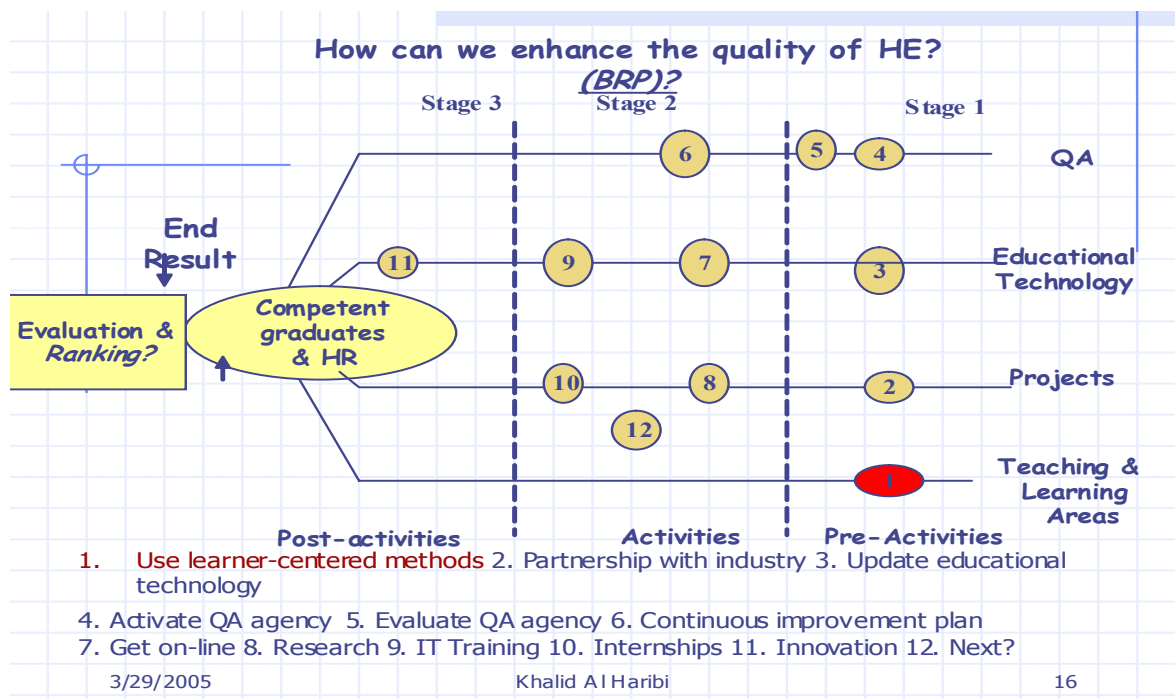 How can we enhance the quality of HE?
(BRP)?
Stage 3
Stage 2
Stage 1
6
5
4
QA
End
Result
11
9
7
3
Educational
Technology
Evaluation &
Ranking?
Competent
graduates
& HR
10
8
2
Projects
12
1
Teaching &
Learning
Areas
Post-activities
Activities
Pre-Activities
1. Use learner-centered methods 2. Partnership with industry 3. Update educational
technology
4. Activate QA agency 5. Evaluate QA agency 6. Continuous improvement plan
7. Get on-line 8. Research 9. IT Training 10. Internships 11. Innovation 12. Next?
3/29/2005
Khalid Al Haribi
16